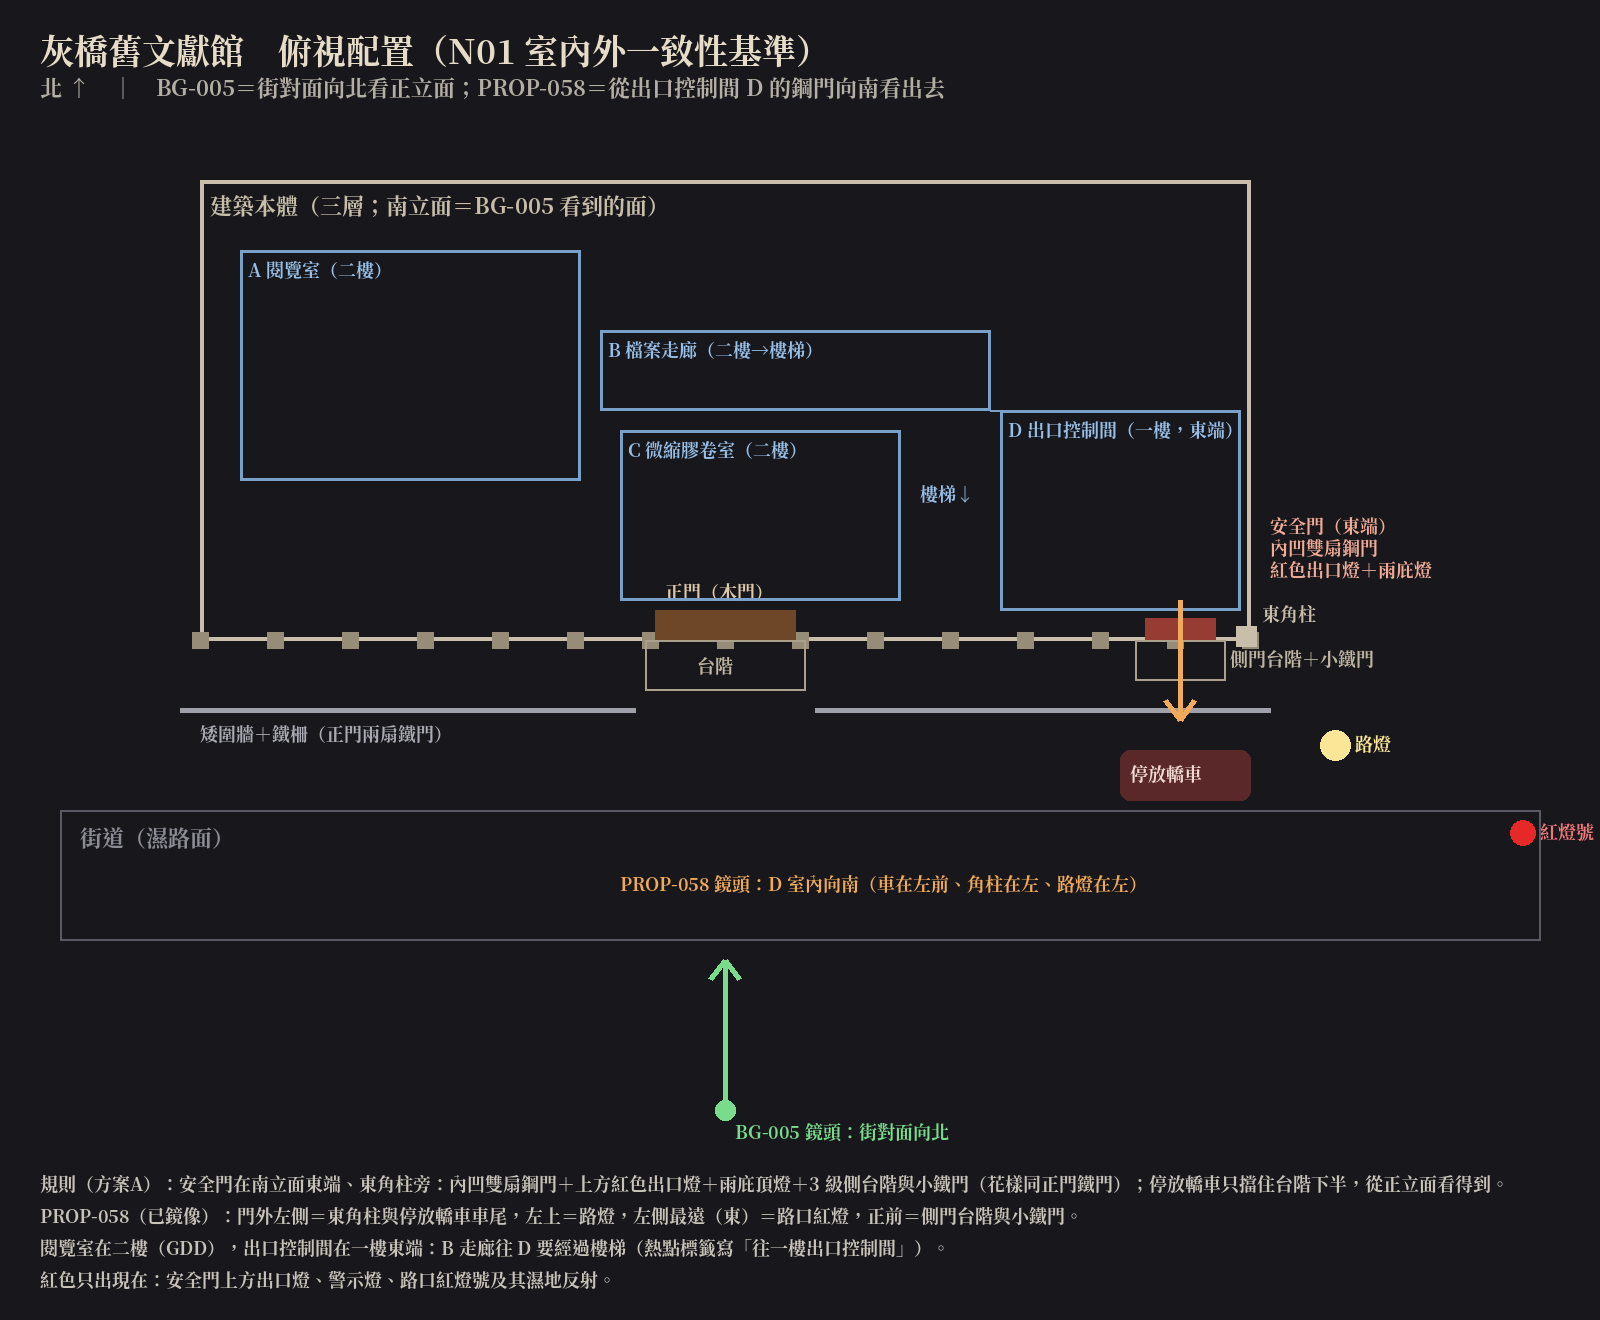 灰橋舊文獻館　俯視配置（N01 室內外一致性基準）
北 ↑　｜　BG-005＝街對面向北看正立面；PROP-058＝從出口控制間 D 的鋼門向南看出去
建築本體（三層；南立面＝BG-005 看到的面）
A 閱覽室（二樓）
B 檔案走廊（二樓→樓梯）
D 出口控制間（一樓，東端）
C 微縮膠卷室（二樓）
樓梯↓
安全門（東端）
內凹雙扇鋼門
紅色出口燈＋雨庇燈
正門（木門）
東角柱
台階
側門台階＋小鐵門
矮圍牆＋鐵柵（正門兩扇鐵門）
路燈
停放轎車
街道（濕路面）
紅燈號
PROP-058 鏡頭：D 室內向南（車在左前、角柱在左、路燈在左）
BG-005 鏡頭：街對面向北
規則（方案A）：安全門在南立面東端、東角柱旁：內凹雙扇鋼門＋上方紅色出口燈＋雨庇頂燈＋3 級側台階與小鐵門（花樣同正門鐵門）；停放轎車只擋住台階下半，從正立面看得到。
PROP-058（已鏡像）：門外左側＝東角柱與停放轎車車尾，左上＝路燈，左側最遠（東）＝路口紅燈，正前＝側門台階與小鐵門。
閱覽室在二樓（GDD），出口控制間在一樓東端：B 走廊往 D 要經過樓梯（熱點標籤寫「往一樓出口控制間」）。
紅色只出現在：安全門上方出口燈、警示燈、路口紅燈號及其濕地反射。